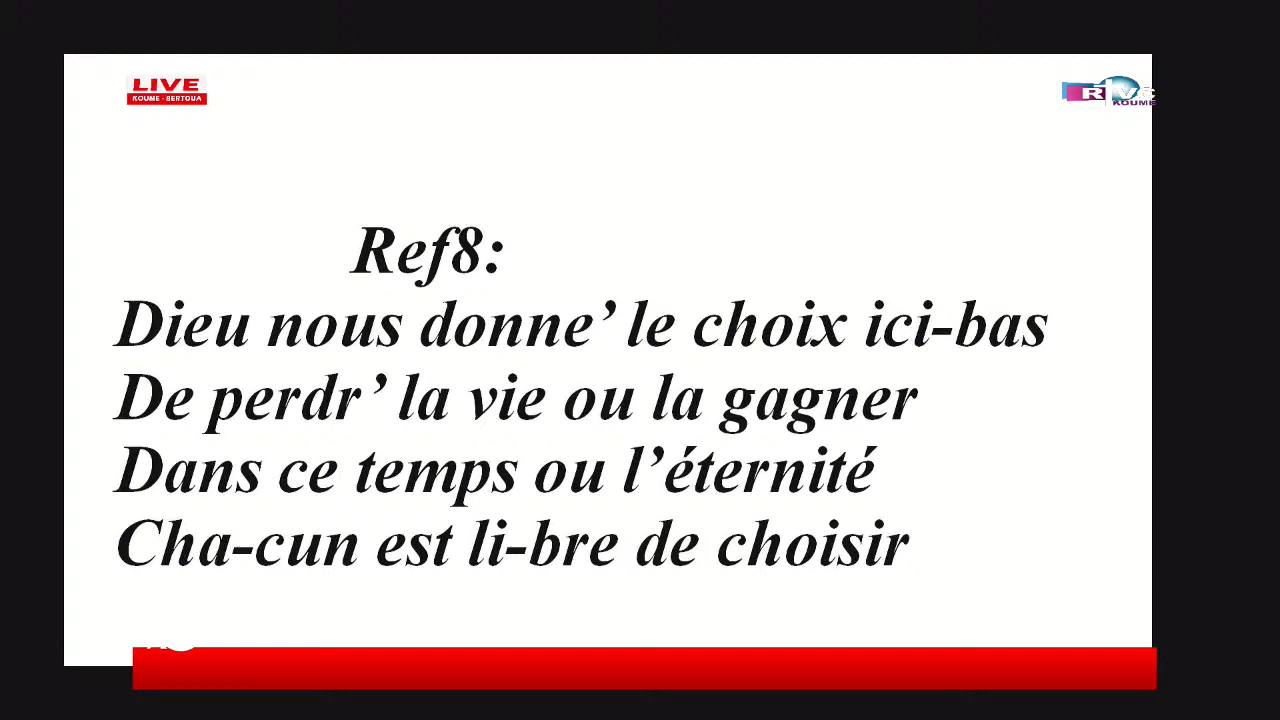 LIVE
KOUME - BERTOUA
KOUME
Ref8:
Dieu nous donne’ le choix ici-bas
De perdr’ la vie ou la gagner
Dans ce temps ou l’éternité
Cha-cun est li-bre de choisir